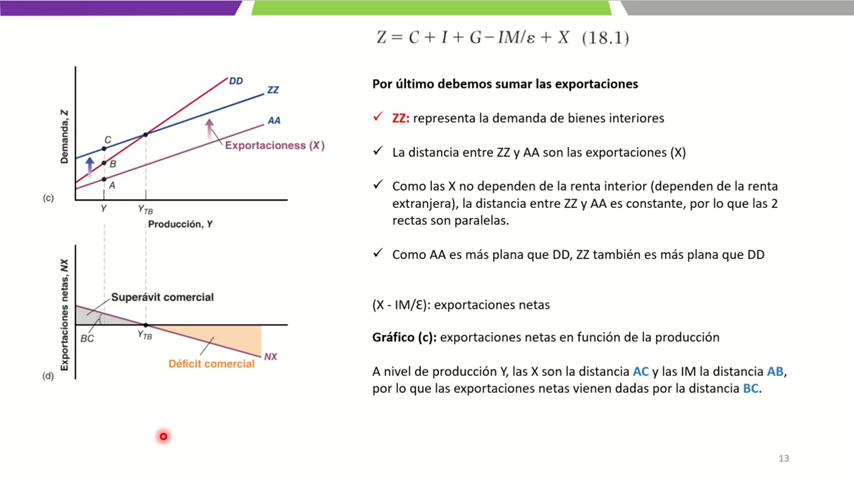 Z = C + I + G – IM/ε + X (18.1)
Por último debemos sumar las exportaciones
✓ ZZ: representa la demanda de bienes interiores
✓ La distancia entre ZZ y AA son las exportaciones (X)
✓ Como las X no dependen de la renta interior (dependen de la renta
extranjera), la distancia entre ZZ y AA es constante, por lo que las 2
rectas son paralelas.
✓ Como AA es más plana que DD, ZZ también es más plana que DD
(X - IM/Ɛ): exportaciones netas
Gráfico (c): exportaciones netas en función de la producción
A nivel de producción Y, las X son la distancia AC y las IM la distancia AB,
por lo que las exportaciones netas vienen dadas por la distancia BC.
Demanda, Z
DD
ZZ
AA
C
B
A
Exportacioness (X)
(c)
Y
Y_TB
Producción, Y
Exportaciones netas, NX
Superávit comercial
BC
Y_TB
NX
Déficit comercial
(d)
13